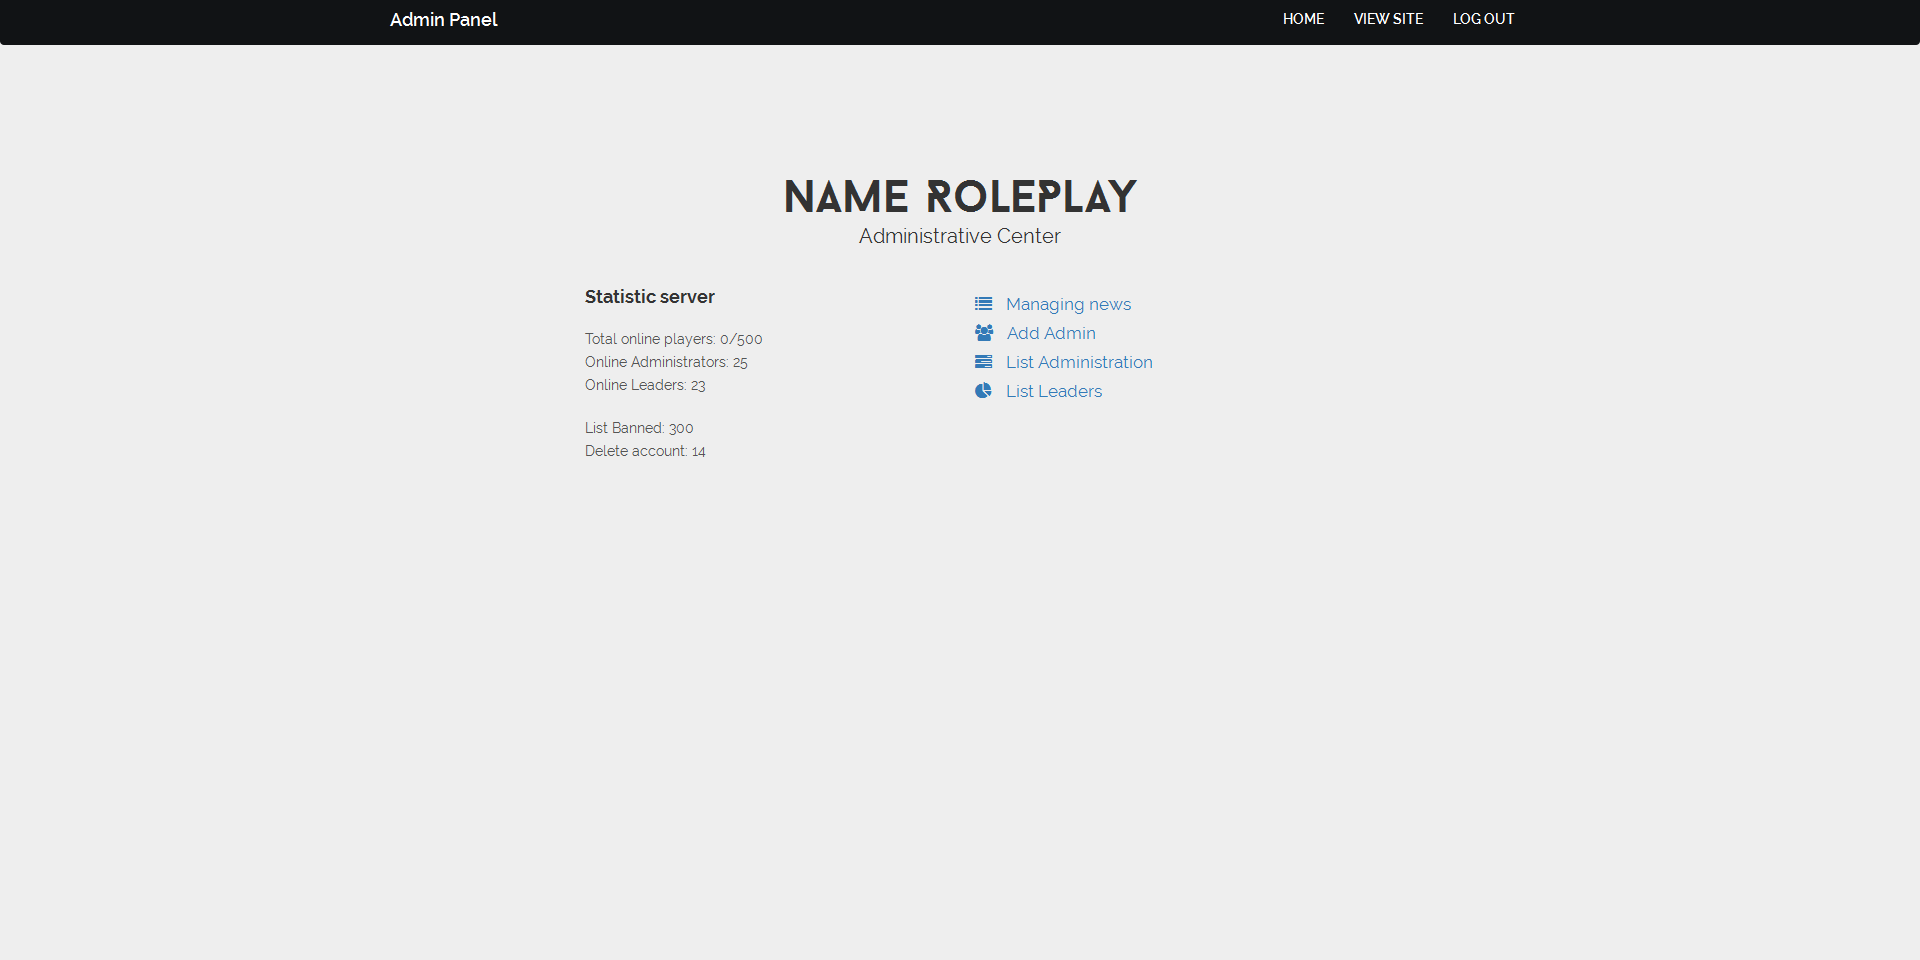 Admin Panel
HOME VIEW SITE LOG OUT
NAME ROLEPLAY
Administrative Center
Statistic server
Total online players: 0/500
Online Administrators: 25
Online Leaders: 23
List Banned: 300
Delete account: 14
Managing news
Add Admin
List Administration
List Leaders